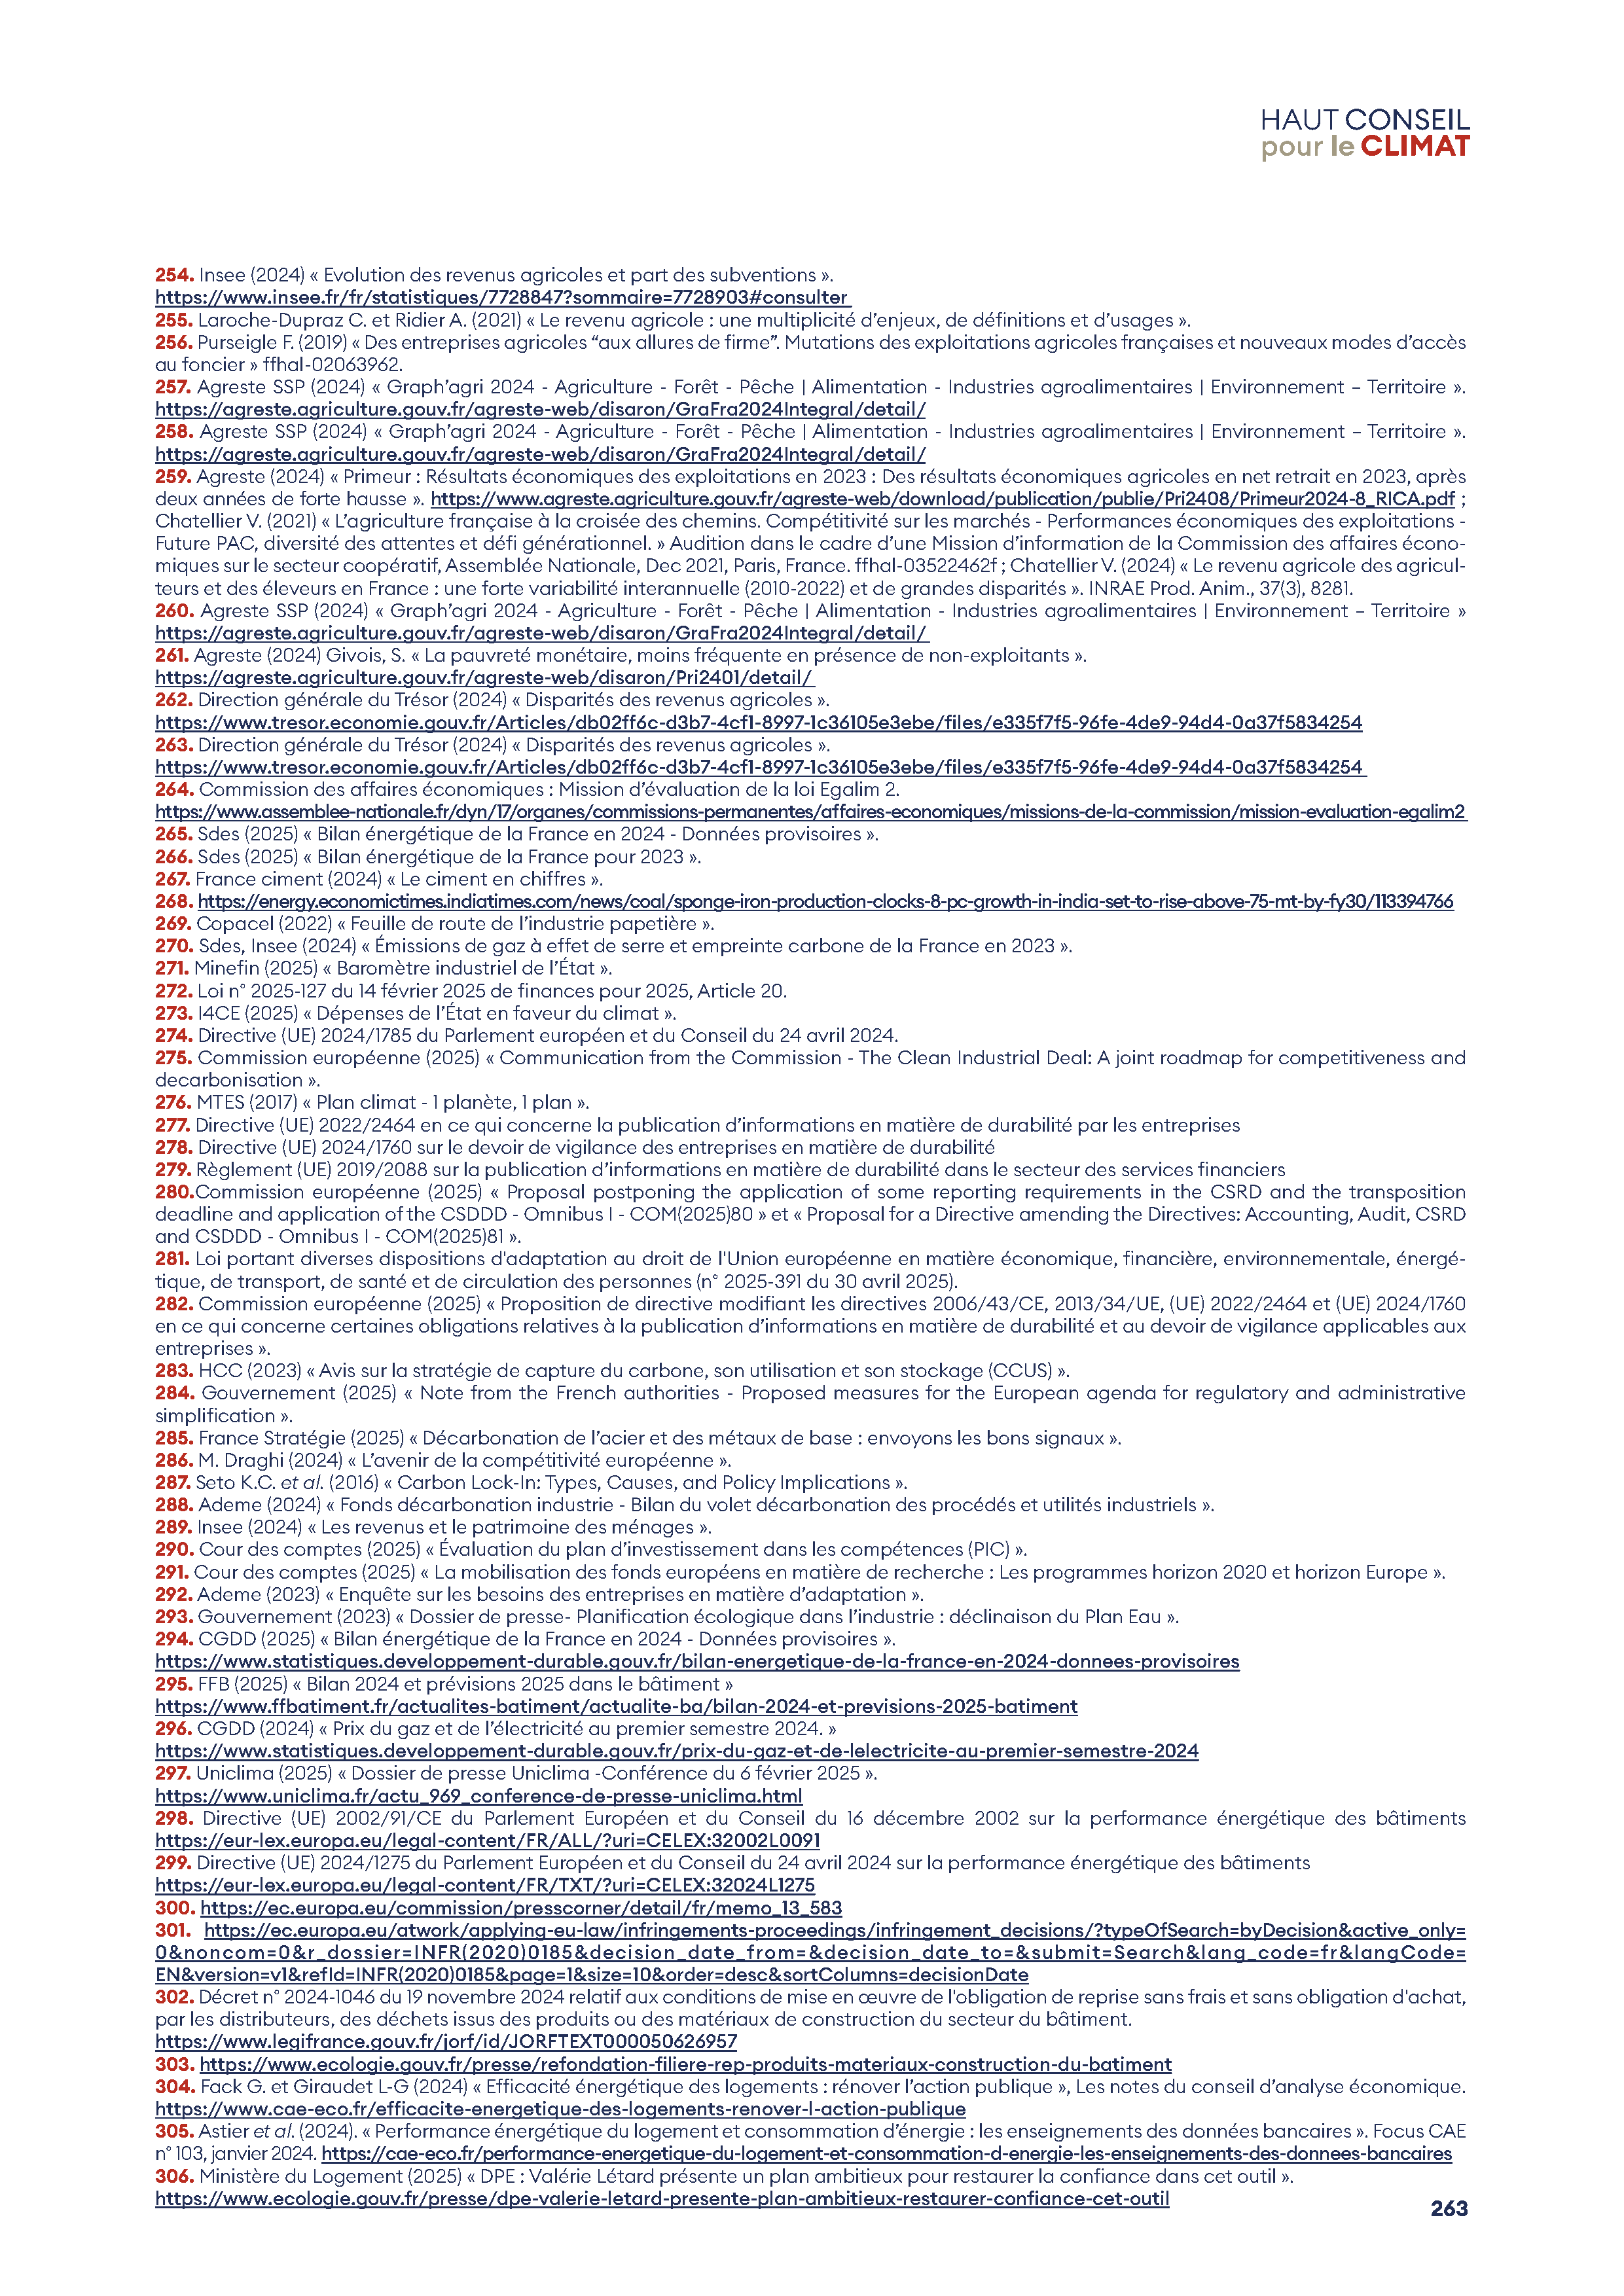 HAUT CONSEIL
pour le CLIMAT
254. Insee (2024) « Evolution des revenus agricoles et part des subventions ».
https://www.insee.fr/fr/statistiques/7728847?sommaire=7728903#consulter
255. Laroche-Dupraz C. et Ridier A. (2021) « Le revenu agricole : une multiplicité d’enjeux, de définitions et d’usages ».
256. Purseigle F. (2019) « Des entreprises agricoles “aux allures de firme”. Mutations des exploitations agricoles françaises et nouveaux modes d’accès
au foncier » ffhal-02063962.
257. Agreste SSP (2024) « Graph’agri 2024 - Agriculture - Forêt - Pêche | Alimentation - Industries agroalimentaires | Environnement – Territoire ».
https://agreste.agriculture.gouv.fr/agreste-web/disaron/GraFra2024Integral/detail/
258. Agreste SSP (2024) « Graph’agri 2024 - Agriculture - Forêt - Pêche | Alimentation - Industries agroalimentaires | Environnement – Territoire ».
https://agreste.agriculture.gouv.fr/agreste-web/disaron/GraFra2024Integral/detail/
259. Agreste (2024) « Primeur : Résultats économiques des exploitations en 2023 : Des résultats économiques agricoles en net retrait en 2023, après
deux années de forte hausse ». https://www.agreste.agriculture.gouv.fr/agreste-web/download/publication/publie/Pri2408/Primeur2024-8_RICA.pdf ;
Chatellier V. (2021) « L’agriculture française à la croisée des chemins. Compétitivité sur les marchés - Performances économiques des exploitations -
Future PAC, diversité des attentes et défi générationnel. » Audition dans le cadre d’une Mission d’information de la Commission des affaires écono-
miques sur le secteur coopératif, Assemblée Nationale, Dec 2021, Paris, France. ffhal-03522462f ; Chatellier V. (2024) « Le revenu agricole des agricul-
teurs et des éleveurs en France : une forte variabilité interannuelle (2010-2022) et de grandes disparités ». INRAE Prod. Anim., 37(3), 8281.
260. Agreste SSP (2024) « Graph’agri 2024 - Agriculture - Forêt - Pêche | Alimentation - Industries agroalimentaires | Environnement – Territoire »
https://agreste.agriculture.gouv.fr/agreste-web/disaron/GraFra2024Integral/detail/
261. Agreste (2024) Givois, S. « La pauvreté monétaire, moins fréquente en présence de non-exploitants ».
https://agreste.agriculture.gouv.fr/agreste-web/disaron/Pri2401/detail/
262. Direction générale du Trésor (2024) « Disparités des revenus agricoles ».
https://www.tresor.economie.gouv.fr/Articles/db02ff6c-d3b7-4cf1-8997-1c36105e3ebe/files/e335f7f5-96fe-4de9-94d4-0a37f5834254
263. Direction générale du Trésor (2024) « Disparités des revenus agricoles ».
https://www.tresor.economie.gouv.fr/Articles/db02ff6c-d3b7-4cf1-8997-1c36105e3ebe/files/e335f7f5-96fe-4de9-94d4-0a37f5834254
264. Commission des affaires économiques : Mission d’évaluation de la loi Egalim 2.
https://www.assemblee-nationale.fr/dyn/17/organes/commissions-permanentes/affaires-economiques/missions-de-la-commission/mission-evaluation-egalim2
265. Sdes (2025) « Bilan énergétique de la France en 2024 - Données provisoires ».
266. Sdes (2025) « Bilan énergétique de la France pour 2023 ».
267. France ciment (2024) « Le ciment en chiffres ».
268. https://energy.economictimes.indiatimes.com/news/coal/sponge-iron-production-clocks-8-pc-growth-in-india-set-to-rise-above-75-mt-by-fy30/113394766
269. Copacel (2022) « Feuille de route de l’industrie papetière ».
270. Sdes, Insee (2024) « Émissions de gaz à effet de serre et empreinte carbone de la France en 2023 ».
271. Minefin (2025) « Baromètre industriel de l’État ».
272. Loi n° 2025-127 du 14 février 2025 de finances pour 2025, Article 20.
273. I4CE (2025) « Dépenses de l’État en faveur du climat ».
274. Directive (UE) 2024/1785 du Parlement européen et du Conseil du 24 avril 2024.
275. Commission européenne (2025) « Communication from the Commission - The Clean Industrial Deal: A joint roadmap for competitiveness and
decarbonisation ».
276. MTES (2017) « Plan climat - 1 planète, 1 plan ».
277. Directive (UE) 2022/2464 en ce qui concerne la publication d’informations en matière de durabilité par les entreprises
278. Directive (UE) 2024/1760 sur le devoir de vigilance des entreprises en matière de durabilité
279. Règlement (UE) 2019/2088 sur la publication d’informations en matière de durabilité dans le secteur des services financiers
280.Commission européenne (2025) « Proposal postponing the application of some reporting requirements in the CSRD and the transposition
deadline and application of the CSDDD - Omnibus I - COM(2025)80 » et « Proposal for a Directive amending the Directives: Accounting, Audit, CSRD
and CSDDD - Omnibus I - COM(2025)81 ».
281. Loi portant diverses dispositions d'adaptation au droit de l'Union européenne en matière économique, financière, environnementale, énergé-
tique, de transport, de santé et de circulation des personnes (n° 2025-391 du 30 avril 2025).
282. Commission européenne (2025) « Proposition de directive modifiant les directives 2006/43/CE, 2013/34/UE, (UE) 2022/2464 et (UE) 2024/1760
en ce qui concerne certaines obligations relatives à la publication d’informations en matière de durabilité et au devoir de vigilance applicables aux
entreprises ».
283. HCC (2023) « Avis sur la stratégie de capture du carbone, son utilisation et son stockage (CCUS) ».
284. Gouvernement (2025) « Note from the French authorities - Proposed measures for the European agenda for regulatory and administrative
simplification ».
285. France Stratégie (2025) « Décarbonation de l’acier et des métaux de base : envoyons les bons signaux ».
286. M. Draghi (2024) « L’avenir de la compétitivité européenne ».
287. Seto K.C. et al. (2016) « Carbon Lock-In: Types, Causes, and Policy Implications ».
288. Ademe (2024) « Fonds décarbonation industrie - Bilan du volet décarbonation des procédés et utilités industriels ».
289. Insee (2024) « Les revenus et le patrimoine des ménages ».
290. Cour des comptes (2025) « Évaluation du plan d’investissement dans les compétences (PIC) ».
291. Cour des comptes (2025) « La mobilisation des fonds européens en matière de recherche : Les programmes horizon 2020 et horizon Europe ».
292. Ademe (2023) « Enquête sur les besoins des entreprises en matière d’adaptation ».
293. Gouvernement (2023) « Dossier de presse- Planification écologique dans l’industrie : déclinaison du Plan Eau ».
294. CGDD (2025) « Bilan énergétique de la France en 2024 - Données provisoires ».
https://www.statistiques.developpement-durable.gouv.fr/bilan-energetique-de-la-france-en-2024-donnees-provisoires
295. FFB (2025) « Bilan 2024 et prévisions 2025 dans le bâtiment »
https://www.ffbatiment.fr/actualites-batiment/actualite-ba/bilan-2024-et-previsions-2025-batiment
296. CGDD (2024) « Prix du gaz et de l’électricité au premier semestre 2024. »
https://www.statistiques.developpement-durable.gouv.fr/prix-du-gaz-et-de-lelectricite-au-premier-semestre-2024
297. Uniclima (2025) « Dossier de presse Uniclima -Conférence du 6 février 2025 ».
https://www.uniclima.fr/actu_969_conference-de-presse-uniclima.html
298. Directive (UE) 2002/91/CE du Parlement Européen et du Conseil du 16 décembre 2002 sur la performance énergétique des bâtiments
https://eur-lex.europa.eu/legal-content/FR/ALL/?uri=CELEX:32002L0091
299. Directive (UE) 2024/1275 du Parlement Européen et du Conseil du 24 avril 2024 sur la performance énergétique des bâtiments
https://eur-lex.europa.eu/legal-content/FR/TXT/?uri=CELEX:32024L1275
300. https://ec.europa.eu/commission/presscorner/detail/fr/memo_13_583
301. https://ec.europa.eu/atwork/applying-eu-law/infringements-proceedings/infringement_decisions/?typeOfSearch=byDecision&active_only=
0&noncom=0&r_dossier=INFR(2020)0185&decision_date_from=&decision_date_to=&submit=Search&lang_code=fr&langCode=
EN&version=v1&refId=INFR(2020)0185&page=1&size=10&order=desc&sortColumns=decisionDate
302. Décret n° 2024-1046 du 19 novembre 2024 relatif aux conditions de mise en œuvre de l'obligation de reprise sans frais et sans obligation d'achat,
par les distributeurs, des déchets issus des produits ou des matériaux de construction du secteur du bâtiment.
https://www.legifrance.gouv.fr/jorf/id/JORFTEXT000050626957
303. https://www.ecologie.gouv.fr/presse/refondation-filiere-rep-produits-materiaux-construction-du-batiment
304. Fack G. et Giraudet L-G (2024) « Efficacité énergétique des logements : rénover l’action publique », Les notes du conseil d’analyse économique.
https://www.cae-eco.fr/efficacite-energetique-des-logements-renover-l-action-publique
305. Astier et al. (2024). « Performance énergétique du logement et consommation d’énergie : les enseignements des données bancaires ». Focus CAE
n° 103, janvier 2024. https://cae-eco.fr/performance-energetique-du-logement-et-consommation-d-energie-les-enseignements-des-donnees-bancaires
306. Ministère du Logement (2025) « DPE : Valérie Létard présente un plan ambitieux pour restaurer la confiance dans cet outil ».
https://www.ecologie.gouv.fr/presse/dpe-valerie-letard-presente-plan-ambitieux-restaurer-confiance-cet-outil
263